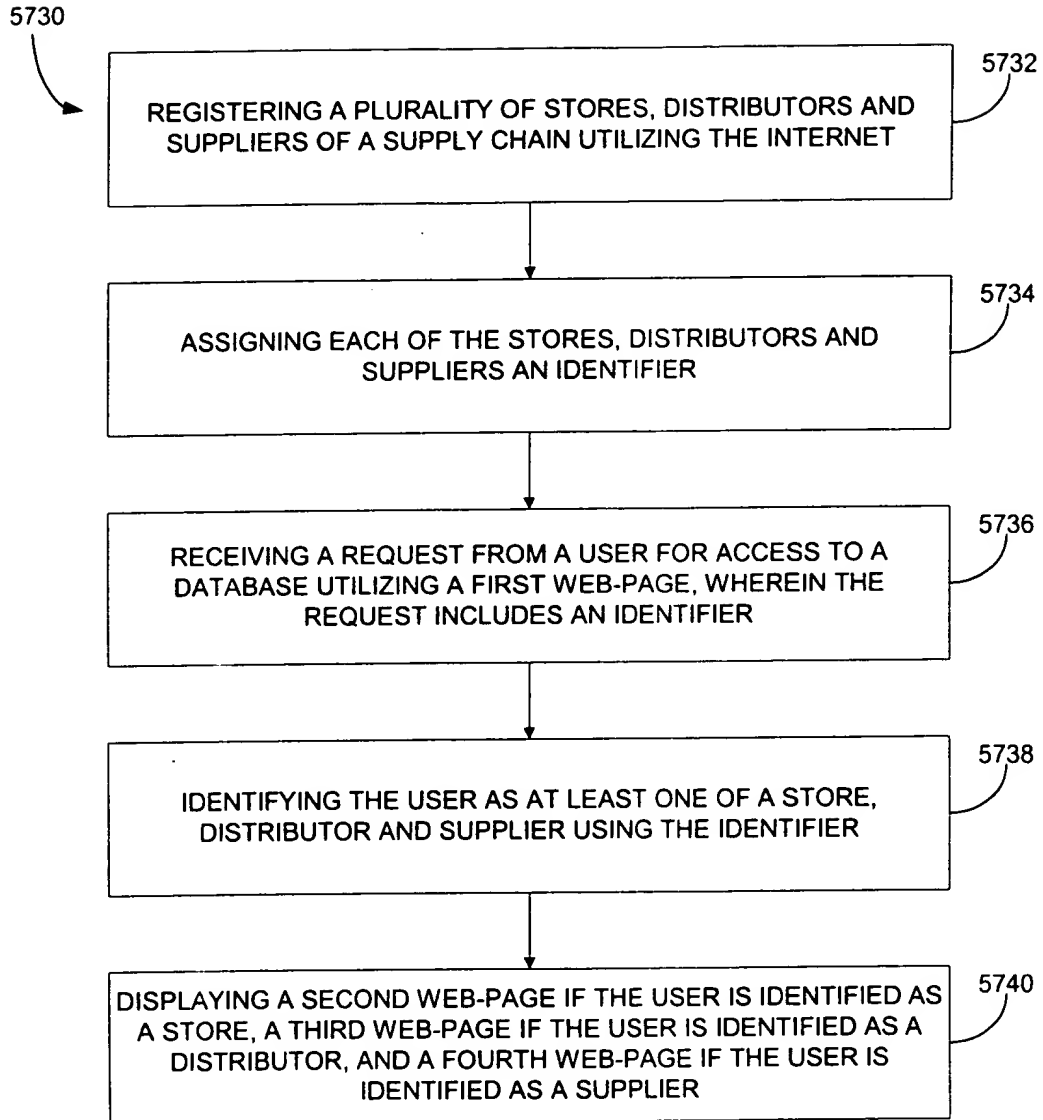 5730
5732
REGISTERING A PLURALITY OF STORES, DISTRIBUTORS AND
SUPPLIERS OF A SUPPLY CHAIN UTILIZING THE INTERNET
5734
ASSIGNING EACH OF THE STORES, DISTRIBUTORS AND
SUPPLIERS AN IDENTIFIER
5736
RECEIVING A REQUEST FROM A USER FOR ACCESS TO A
DATABASE UTILIZING A FIRST WEB-PAGE, WHEREIN THE
REQUEST INCLUDES AN IDENTIFIER
5738
IDENTIFYING THE USER AS AT LEAST ONE OF A STORE,
DISTRIBUTOR AND SUPPLIER USING THE IDENTIFIER
5740
DISPLAYING A SECOND WEB-PAGE IF THE USER IS IDENTIFIED AS
A STORE, A THIRD WEB-PAGE IF THE USER IS IDENTIFIED AS A
DISTRIBUTOR, AND A FOURTH WEB-PAGE IF THE USER IS
IDENTIFIED AS A SUPPLIER